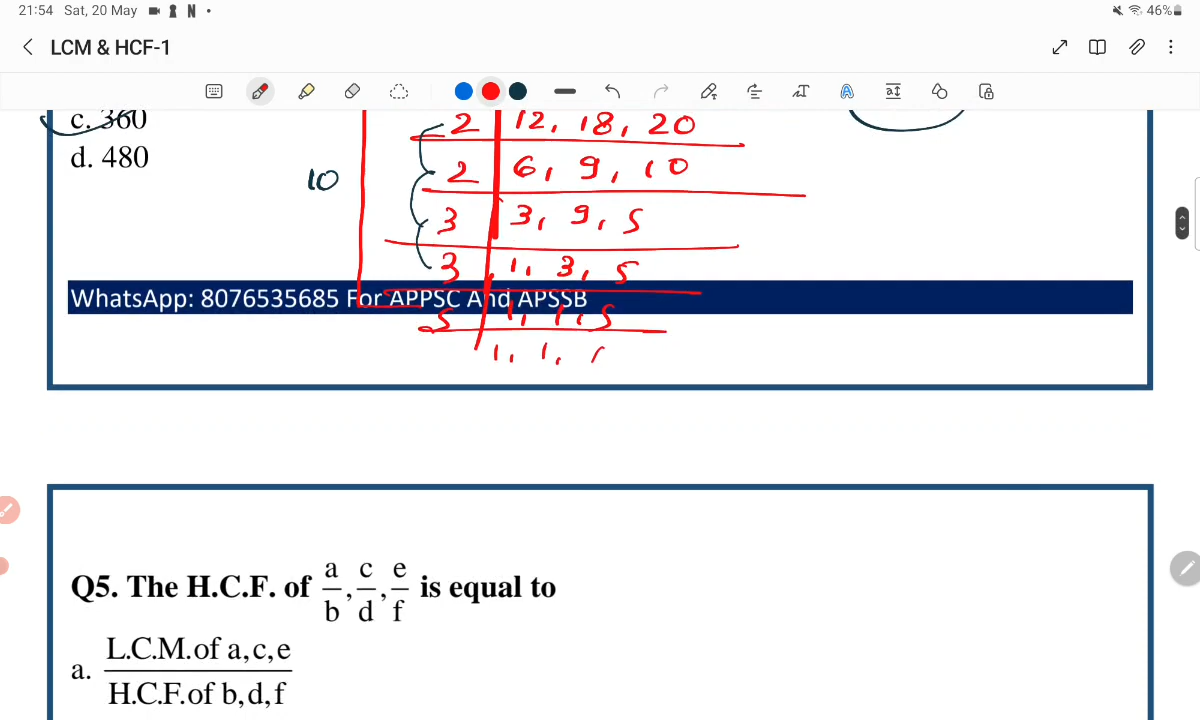 21:54 Sat, 20 May N • 46%
LCM & HCF-1
c. 360
d. 480
10
2 12, 18, 20
2 6, 9, 10
3 3, 9, 5
3 1, 3, 5
WhatsApp: 8076535685 For APPSC And APSSB
5 1, 1, 5
1, 1, 1
Q5. The H.C.F. of a/b, c/d, e/f is equal to
a. L.C.M.of a,c,e
H.C.F.of b,d,f